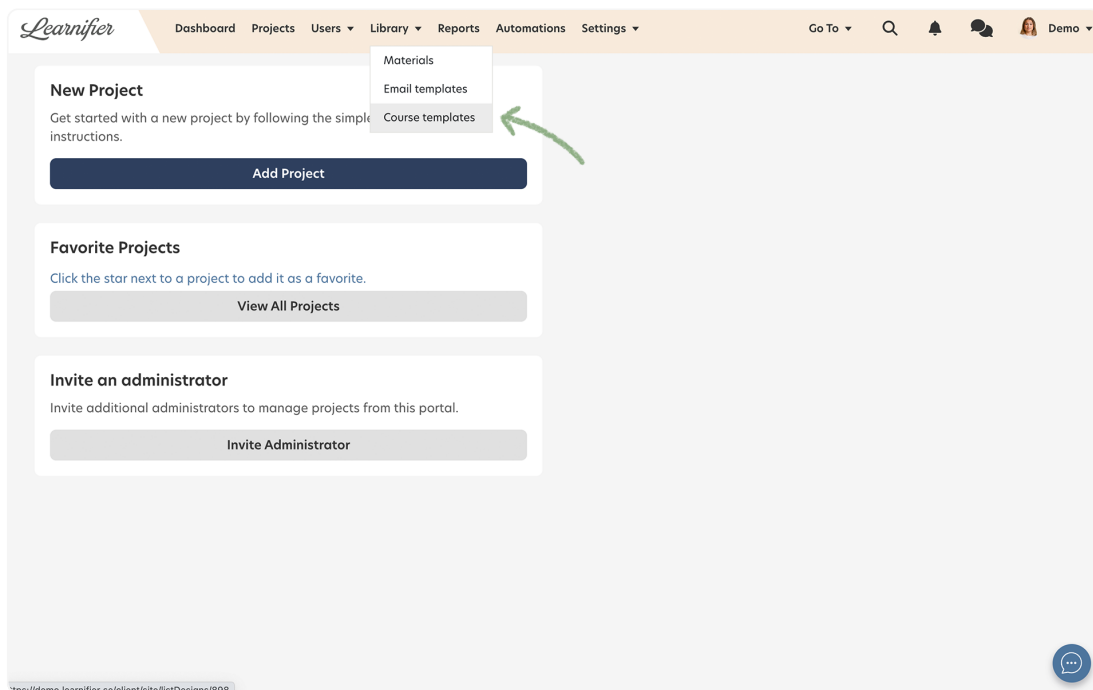 Learnifier
Dashboard Projects Users Library Reports Automations Settings Go To Demo
Materials
Email templates
Course templates
New Project
Get started with a new project by following the simple
instructions.
Add Project
Favorite Projects
Click the star next to a project to add it as a favorite.
View All Projects
Invite an administrator
Invite additional administrators to manage projects from this portal.
Invite Administrator